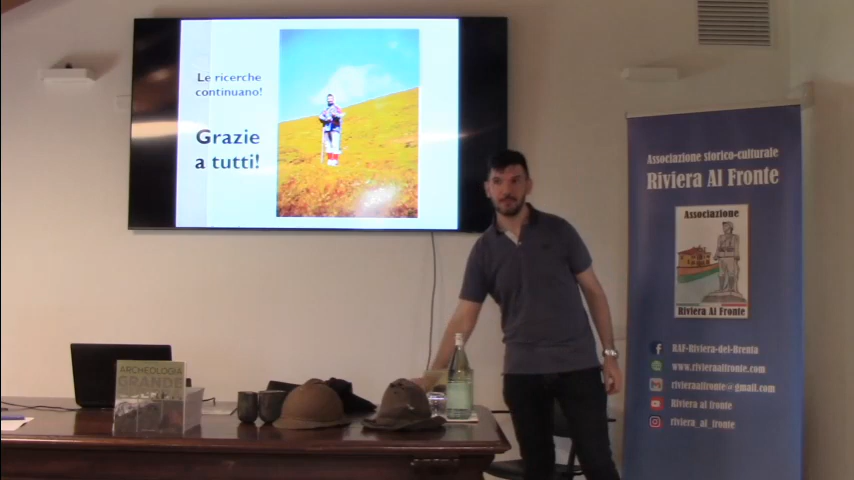 Le ricerche
continuano!
Grazie
a tutti!
Associazione storico-culturale
Riviera Al Fronte
Associazione
Riviera Al Fronte
RAF-Riviera-del-Brenta
www.rivieraalfronte.com
rivieraalfronte@gmail.com
Riviera al fronte
riviera_al_fronte
ARCHEOLOGIA
GRANDE